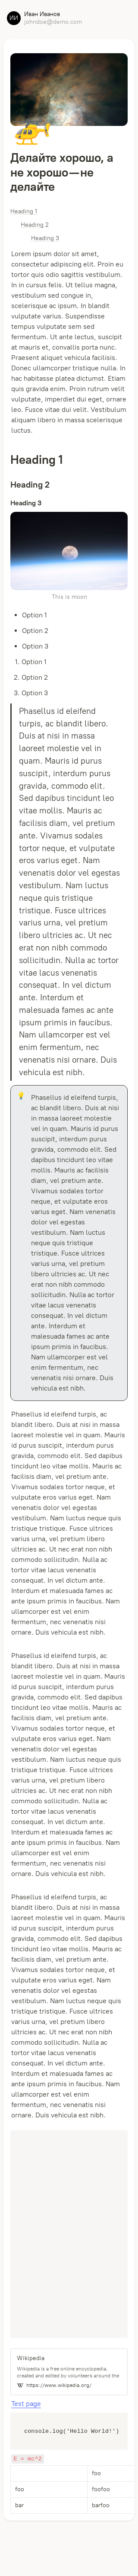 ИИ
Иван Иванов
johndoe@demo.com
Делайте хорошо, а
не хорошо — не
делайте
Heading 1
Heading 2
Heading 3
Lorem ipsum dolor sit amet,
consectetur adipiscing elit. Proin eu
tortor quis odio sagittis vestibulum.
In in cursus felis. Ut tellus magna,
vestibulum sed congue in,
scelerisque ac ipsum. In blandit
vulputate varius. Suspendisse
tempus vulputate sem sed
fermentum. Ut ante lectus, suscipit
at mauris et, convallis porta nunc.
Praesent aliquet vehicula facilisis.
Donec ullamcorper tristique nulla. In
hac habitasse platea dictumst. Etiam
quis gravida enim. Proin rutrum velit
vulputate, imperdiet dui eget, ornare
leo. Fusce vitae dui velit. Vestibulum
aliquam libero in massa scelerisque
luctus.
Heading 1
Heading 2
Heading 3
This is moon
• Option 1
• Option 2
• Option 3
1. Option 1
2. Option 2
3. Option 3
Phasellus id eleifend
turpis, ac blandit libero.
Duis at nisi in massa
laoreet molestie vel in
quam. Mauris id purus
suscipit, interdum purus
gravida, commodo elit.
Sed dapibus tincidunt leo
vitae mollis. Mauris ac
facilisis diam, vel pretium
ante. Vivamus sodales
tortor neque, et vulputate
eros varius eget. Nam
venenatis dolor vel egestas
vestibulum. Nam luctus
neque quis tristique
tristique. Fusce ultrices
varius urna, vel pretium
libero ultricies ac. Ut nec
erat non nibh commodo
sollicitudin. Nulla ac tortor
vitae lacus venenatis
consequat. In vel dictum
ante. Interdum et
malesuada fames ac ante
ipsum primis in faucibus.
Nam ullamcorper est vel
enim fermentum, nec
venenatis nisi ornare. Duis
vehicula est nibh.
Phasellus id eleifend turpis,
ac blandit libero. Duis at nisi
in massa laoreet molestie vel
in quam. Mauris id purus
suscipit, interdum purus
gravida, commodo elit. Sed
dapibus tincidunt leo vitae
mollis. Mauris ac facilisis
diam, vel pretium ante.
Vivamus sodales tortor
neque, et vulputate eros
varius eget. Nam venenatis
dolor vel egestas
vestibulum. Nam luctus
neque quis tristique
tristique. Fusce ultrices
varius urna, vel pretium
libero ultricies ac. Ut nec
erat non nibh commodo
sollicitudin. Nulla ac tortor
vitae lacus venenatis
consequat. In vel dictum
ante. Interdum et
malesuada fames ac ante
ipsum primis in faucibus.
Nam ullamcorper est vel
enim fermentum, nec
venenatis nisi ornare. Duis
vehicula est nibh.
Phasellus id eleifend turpis, ac
blandit libero. Duis at nisi in massa
laoreet molestie vel in quam. Mauris
id purus suscipit, interdum purus
gravida, commodo elit. Sed dapibus
tincidunt leo vitae mollis. Mauris ac
facilisis diam, vel pretium ante.
Vivamus sodales tortor neque, et
vulputate eros varius eget. Nam
venenatis dolor vel egestas
vestibulum. Nam luctus neque quis
tristique tristique. Fusce ultrices
varius urna, vel pretium libero
ultricies ac. Ut nec erat non nibh
commodo sollicitudin. Nulla ac
tortor vitae lacus venenatis
consequat. In vel dictum ante.
Interdum et malesuada fames ac
ante ipsum primis in faucibus. Nam
ullamcorper est vel enim
fermentum, nec venenatis nisi
ornare. Duis vehicula est nibh.
Phasellus id eleifend turpis, ac
blandit libero. Duis at nisi in massa
laoreet molestie vel in quam. Mauris
id purus suscipit, interdum purus
gravida, commodo elit. Sed dapibus
tincidunt leo vitae mollis. Mauris ac
facilisis diam, vel pretium ante.
Vivamus sodales tortor neque, et
vulputate eros varius eget. Nam
venenatis dolor vel egestas
vestibulum. Nam luctus neque quis
tristique tristique. Fusce ultrices
varius urna, vel pretium libero
ultricies ac. Ut nec erat non nibh
commodo sollicitudin. Nulla ac
tortor vitae lacus venenatis
consequat. In vel dictum ante.
Interdum et malesuada fames ac
ante ipsum primis in faucibus. Nam
ullamcorper est vel enim
fermentum, nec venenatis nisi
ornare. Duis vehicula est nibh.
Phasellus id eleifend turpis, ac
blandit libero. Duis at nisi in massa
laoreet molestie vel in quam. Mauris
id purus suscipit, interdum purus
gravida, commodo elit. Sed dapibus
tincidunt leo vitae mollis. Mauris ac
facilisis diam, vel pretium ante.
Vivamus sodales tortor neque, et
vulputate eros varius eget. Nam
venenatis dolor vel egestas
vestibulum. Nam luctus neque quis
tristique tristique. Fusce ultrices
varius urna, vel pretium libero
ultricies ac. Ut nec erat non nibh
commodo sollicitudin. Nulla ac
tortor vitae lacus venenatis
consequat. In vel dictum ante.
Interdum et malesuada fames ac
ante ipsum primis in faucibus. Nam
ullamcorper est vel enim
fermentum, nec venenatis nisi
ornare. Duis vehicula est nibh.
Wikipedia
Wikipedia is a free online encyclopedia,
created and edited by volunteers around the
W https://www.wikipedia.org/
Test page
console.log('Hello World!')
E = mc^2
foo
foo foofoo
bar barfoo